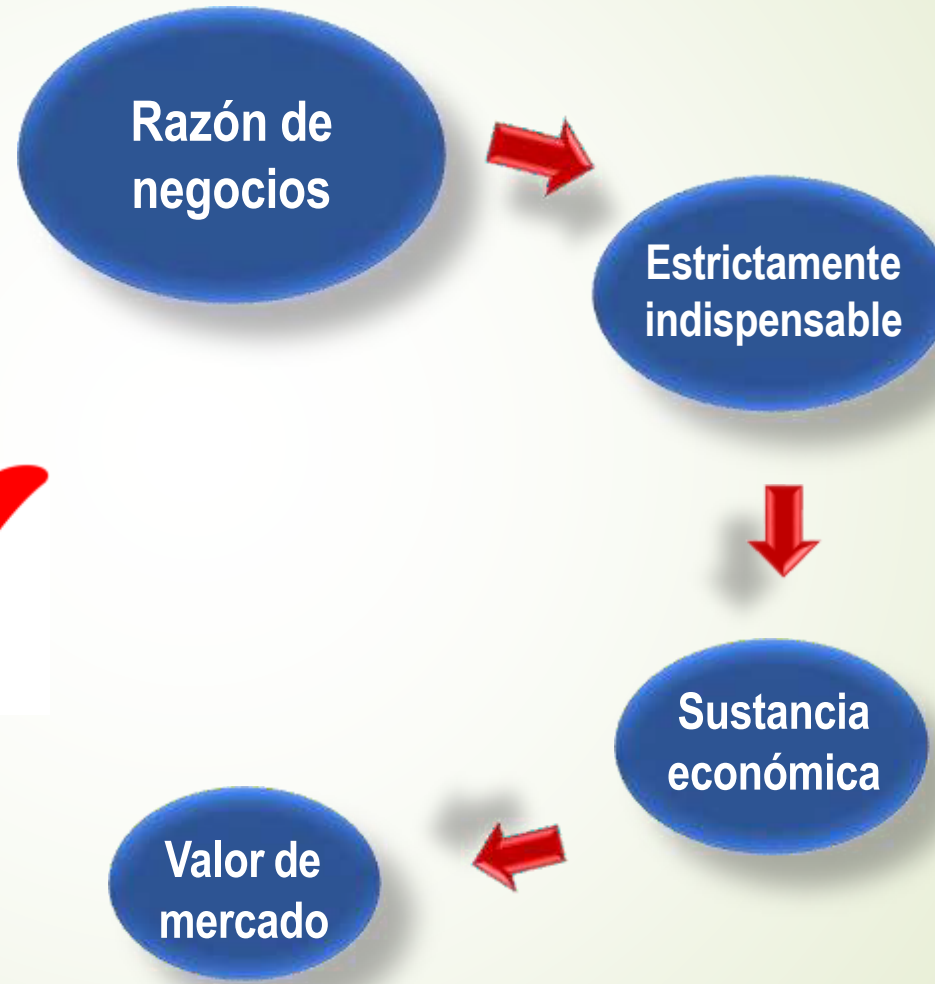 Razón de
negocios
Estrictamente
indispensable
Sustancia
económica
Valor de
mercado